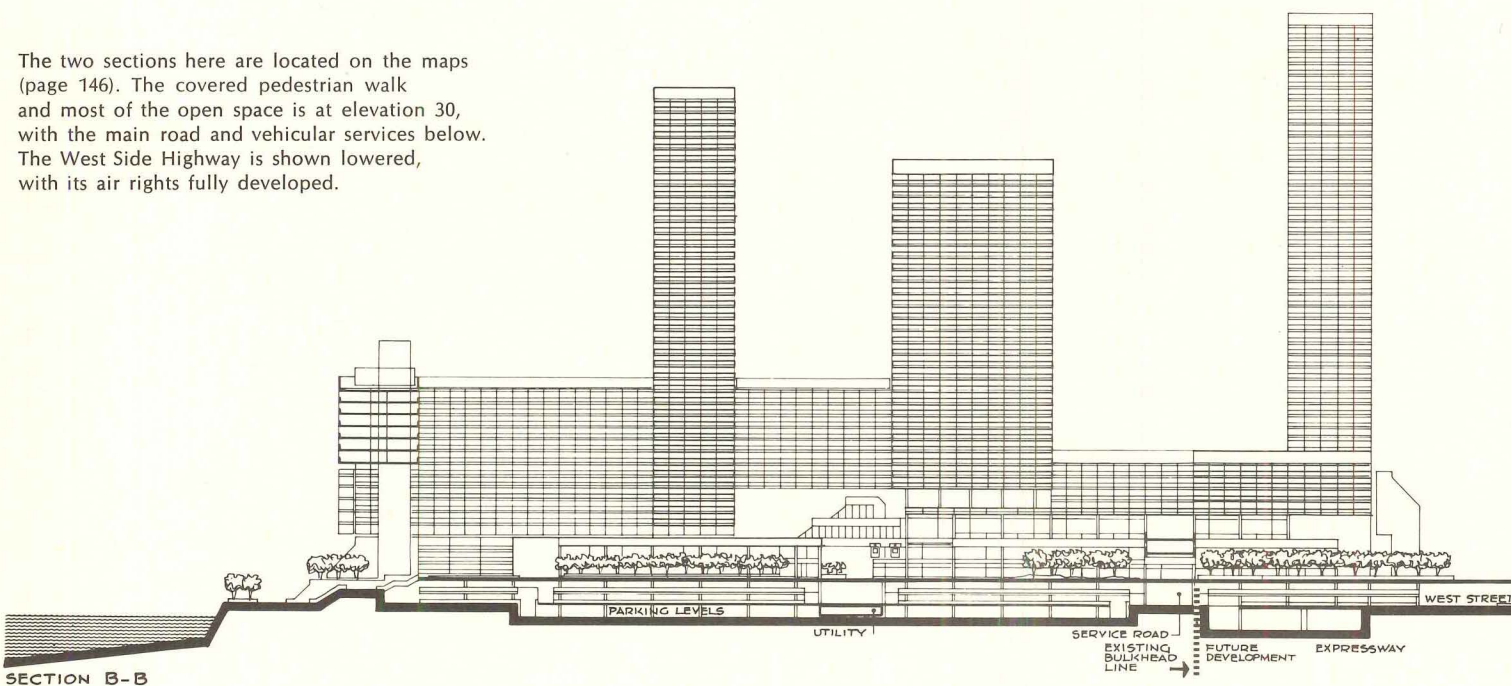 The two sections here are located on the maps
(page 146). The covered pedestrian walk
and most of the open space is at elevation 30,
with the main road and vehicular services below.
The West Side Highway is shown lowered,
with its air rights fully developed.
PARKING LEVELS
UTILITY
SERVICE ROAD
EXISTING
BULKHEAD
LINE
FUTURE
DEVELOPMENT
EXPRESSWAY
WEST STREET
SECTION B-B